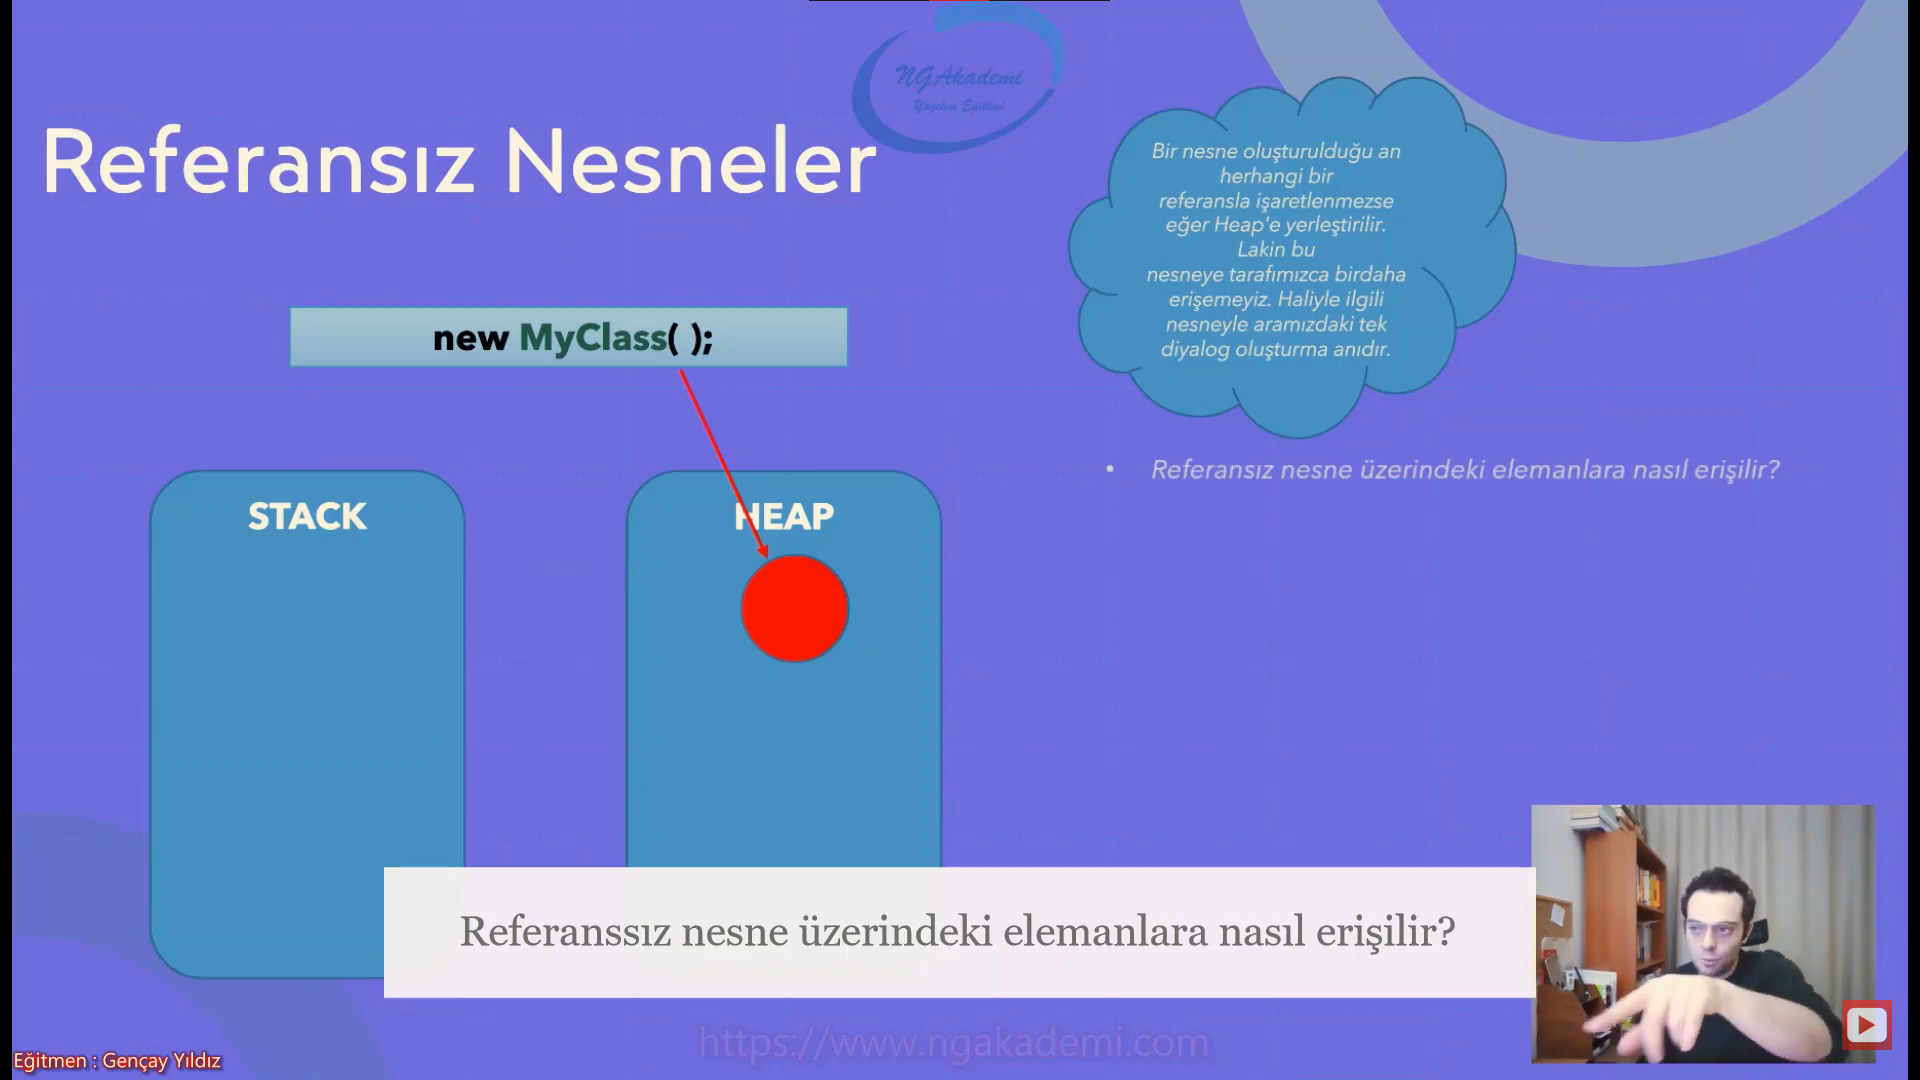 NGAkademi
Yazılım Eğitimi
Referansız Nesneler
Bir nesne oluşturulduğu an
herhangi bir
referansla işaretlenmezse
eğer Heap'e yerleştirilir.
Lakin bu
nesneye tarafımızca birdaha
erişemeyiz. Haliyle ilgili
nesneyle aramızdaki tek
diyalog oluşturma anıdır.
new MyClass( );
• Referansız nesne üzerindeki elemanlara nasıl erişilir?
STACK
HEAP
Referanssız nesne üzerindeki elemanlara nasıl erişilir?
https://www.ngakademi.com
Eğitmen : Gençay Yıldız